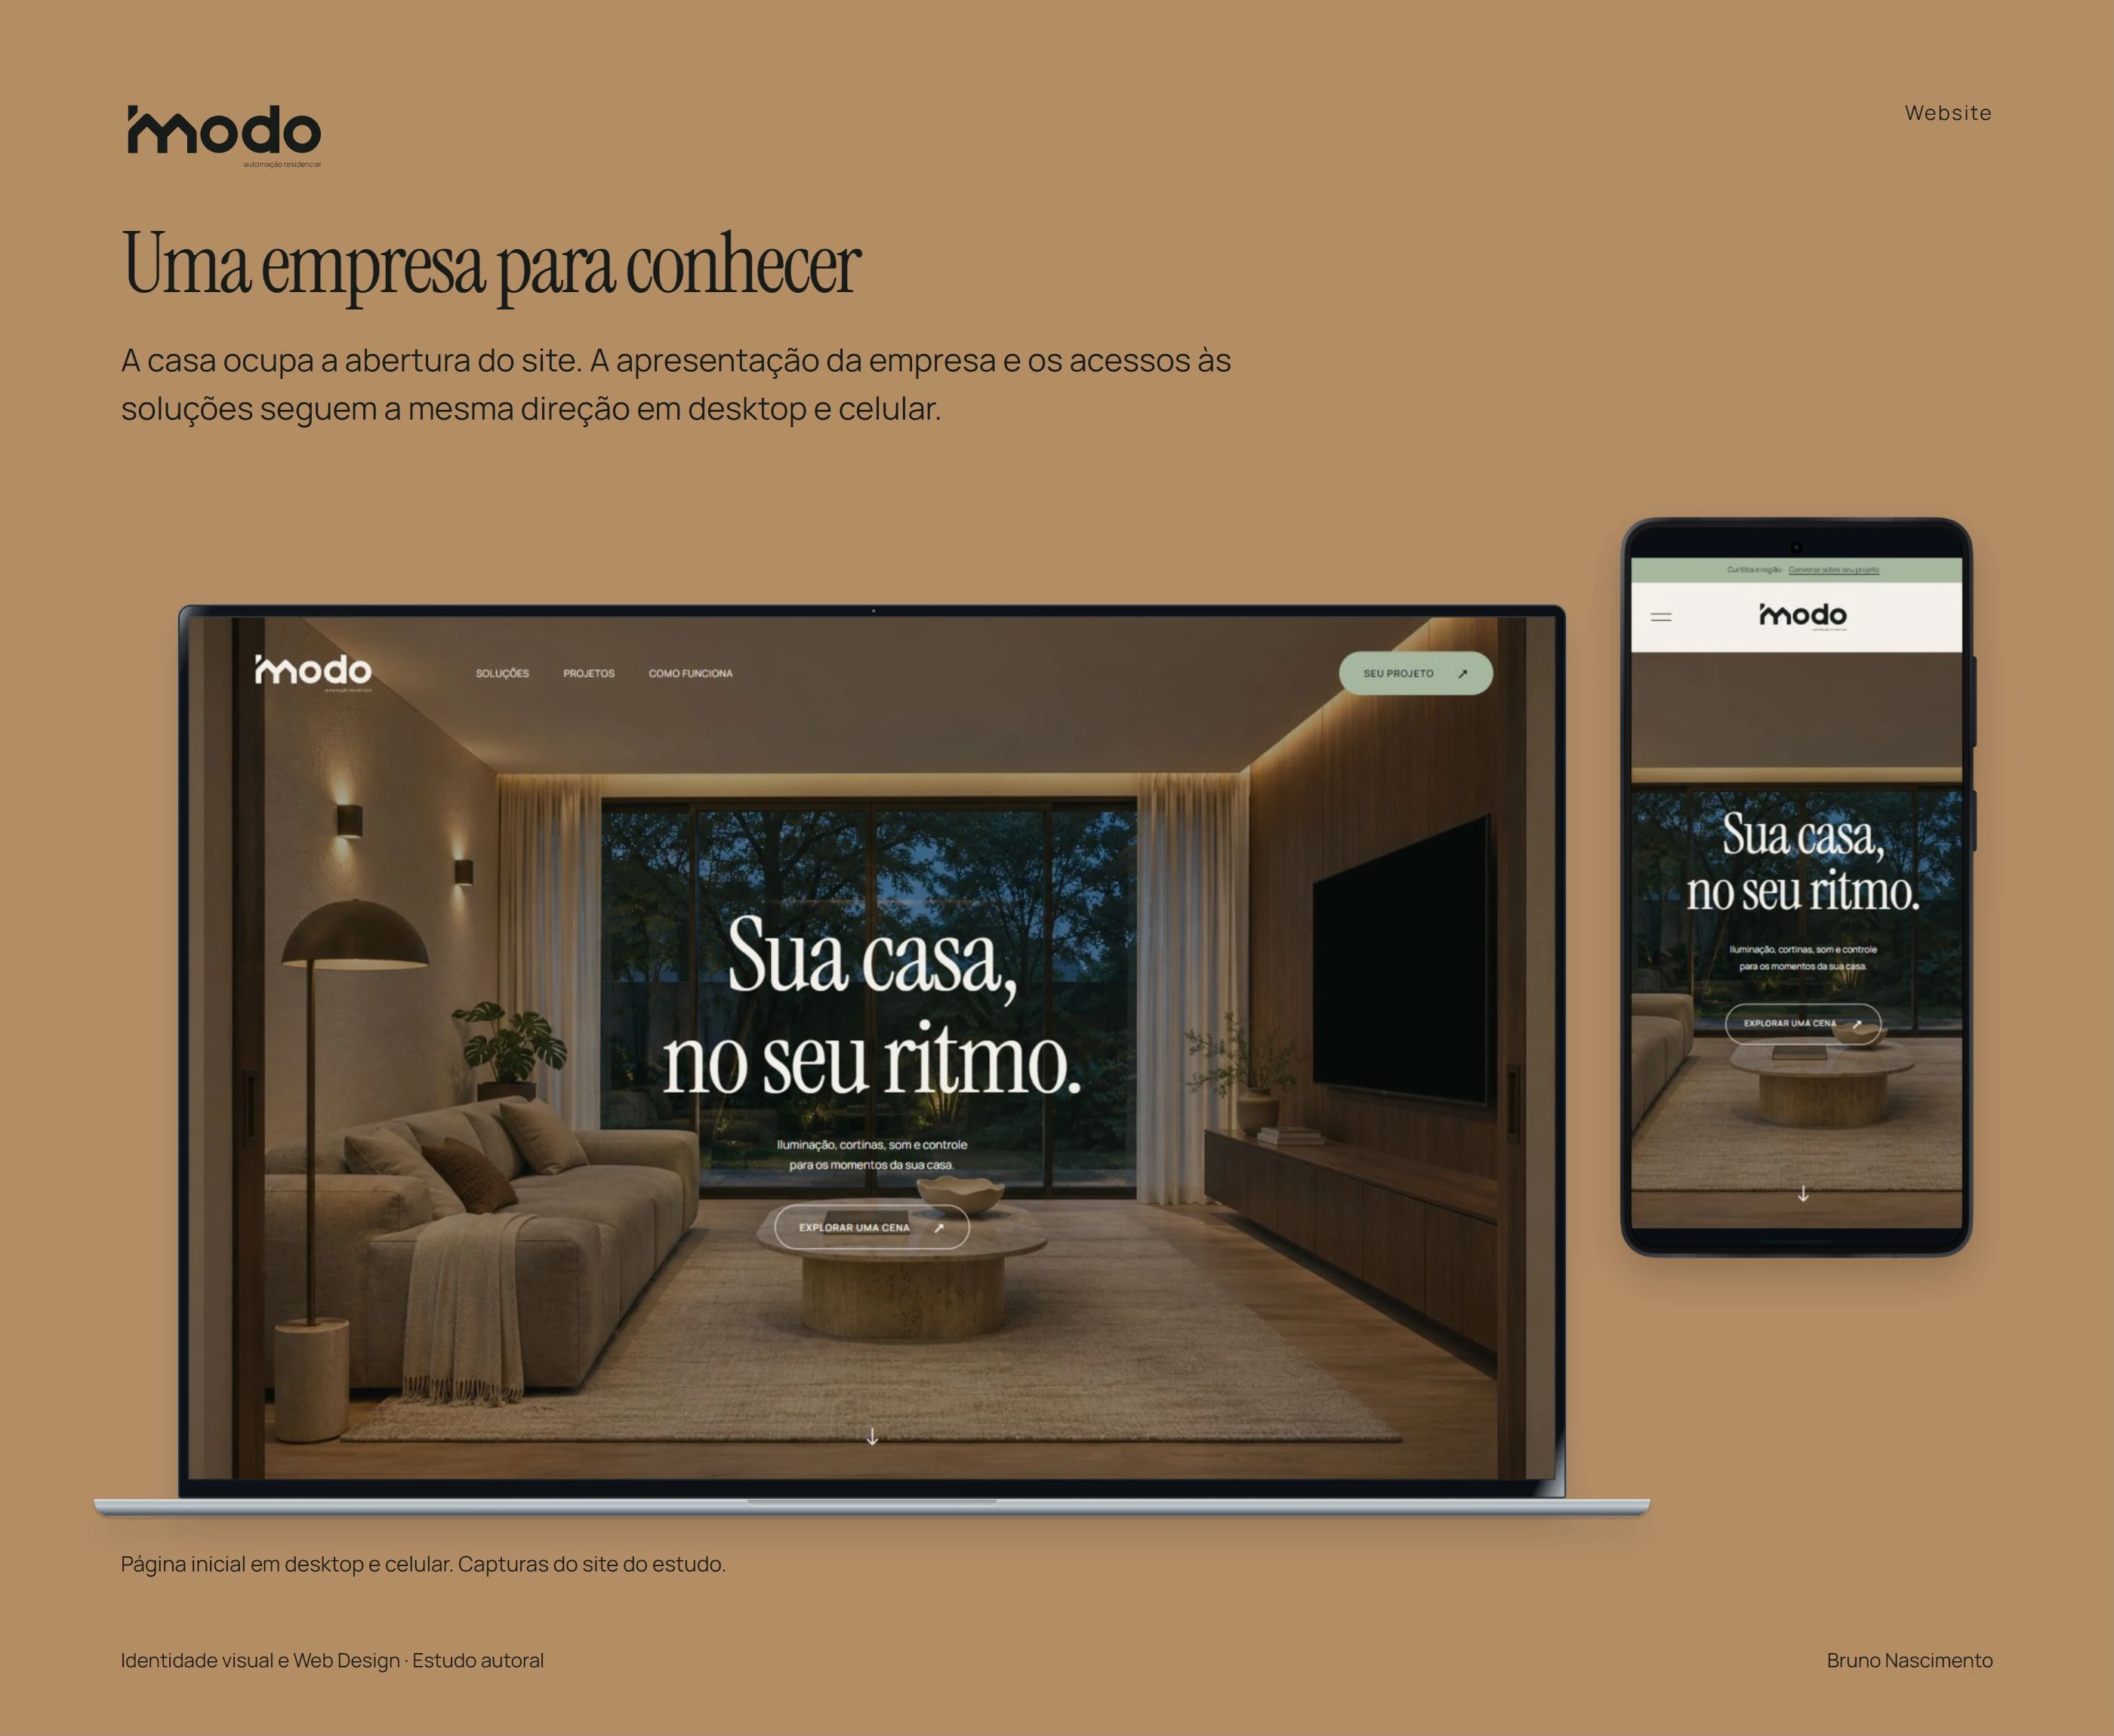 modo
automação residencial
Website
Uma empresa para conhecer
A casa ocupa a abertura do site. A apresentação da empresa e os acessos às
soluções seguem a mesma direção em desktop e celular.
modo
automação residencial
SOLUÇÕES
PROJETOS
COMO FUNCIONA
SEU PROJETO
Sua casa,
no seu ritmo.
Iluminação, cortinas, som e controle
para os momentos da sua casa.
EXPLORAR UMA CENA
Curitiba e região · Converse sobre seu projeto
modo
Sua casa,
no seu ritmo.
Iluminação, cortinas, som e controle
para os momentos da sua casa.
EXPLORAR UMA CENA
Página inicial em desktop e celular. Capturas do site do estudo.
Identidade visual e Web Design · Estudo autoral
Bruno Nascimento